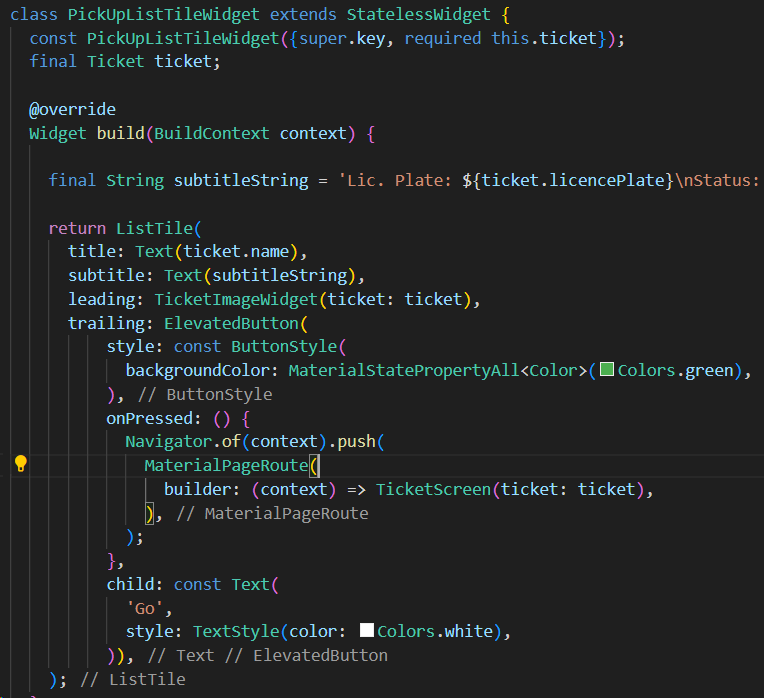 class PickUpListTileWidget extends StatelessWidget {
const PickUpListTileWidget({super.key, required this.ticket});
final Ticket ticket;
@override
Widget build(BuildContext context) {
final String subtitleString = 'Lic. Plate: ${ticket.licencePlate}\nStatus:
return ListTile(
title: Text(ticket.name),
subtitle: Text(subtitleString),
leading: TicketImageWidget(ticket: ticket),
trailing: ElevatedButton(
style: const ButtonStyle(
backgroundColor: MaterialStatePropertyAll<Color>(Colors.green),
), // ButtonStyle
onPressed: () {
Navigator.of(context).push(
MaterialPageRoute(
builder: (context) => TicketScreen(ticket: ticket),
), // MaterialPageRoute
);
},
child: const Text(
'Go',
style: TextStyle(color: Colors.white),
)), // Text // ElevatedButton
); // ListTile